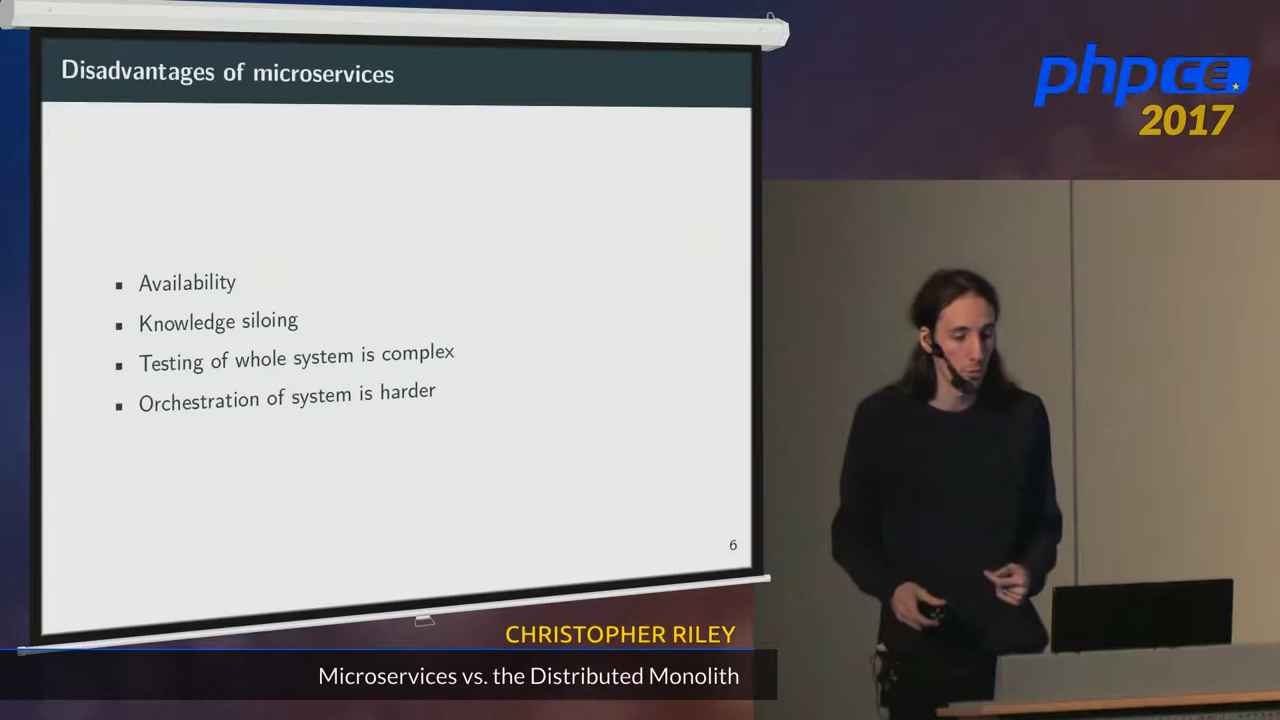 Disadvantages of microservices
phpce
2017
▪ Availability
▪ Knowledge siloing
▪ Testing of whole system is complex
▪ Orchestration of system is harder
6
CHRISTOPHER RILEY
Microservices vs. the Distributed Monolith